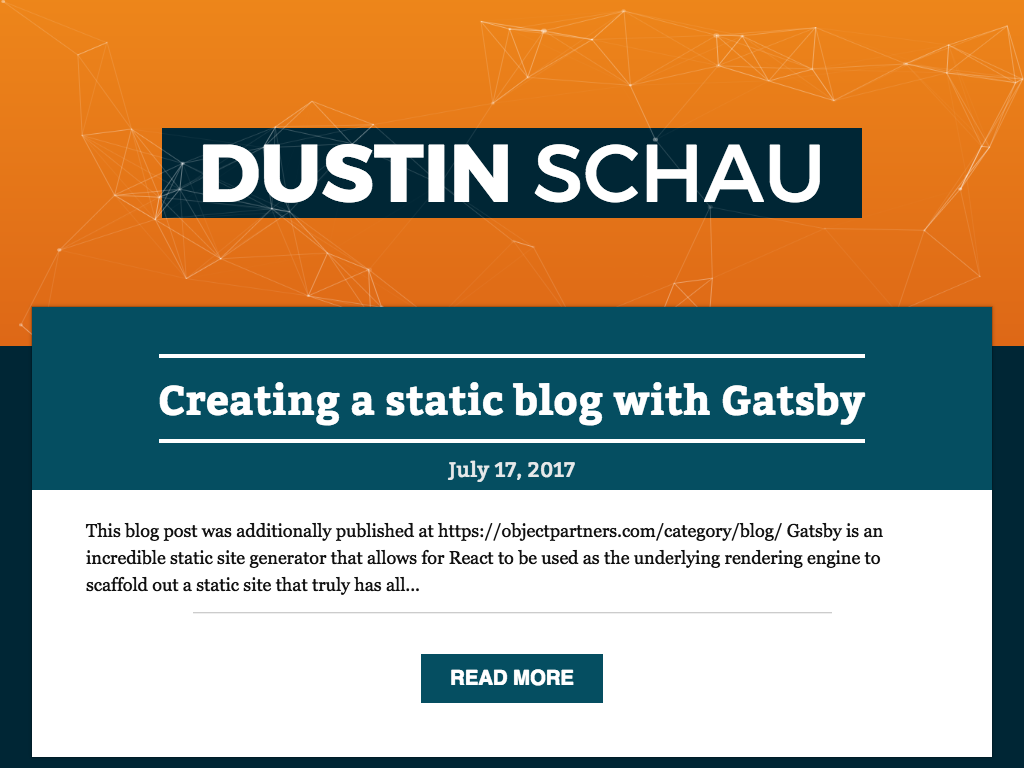 DUSTIN SCHAU
Creating a static blog with Gatsby
July 17, 2017
This blog post was additionally published at https://objectpartners.com/category/blog/ Gatsby is an
incredible static site generator that allows for React to be used as the underlying rendering engine to
scaffold out a static site that truly has all...
READ MORE